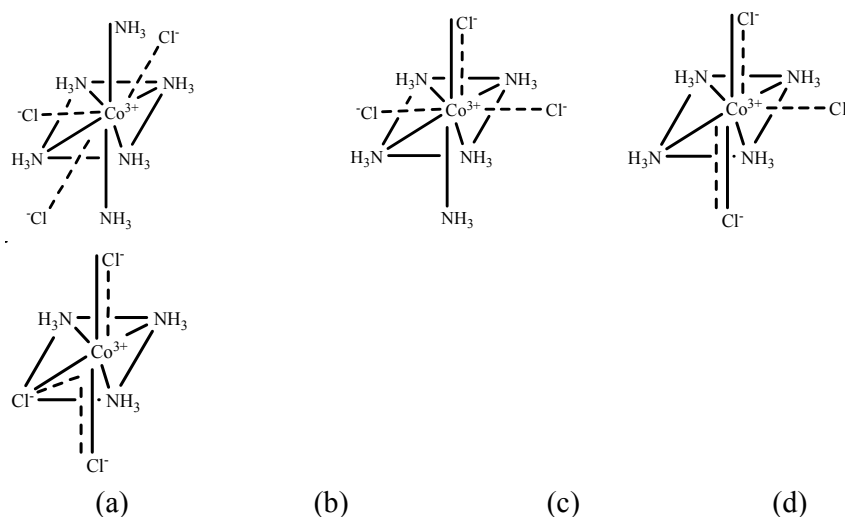 NH₃ Cl⁻
H₃N NH₃
⁻Cl Co³⁺
H₃N NH₃
⁻Cl NH₃
Cl⁻
H₃N NH₃
⁻Cl Co³⁺ Cl⁻
H₃N NH₃
NH₃
Cl⁻
H₃N NH₃
Co³⁺ Cl
H₃N NH₃
Cl⁻
Cl⁻
H₃N NH₃
Co³⁺
Cl⁻ NH₃
Cl⁻
(a) (b) (c) (d)